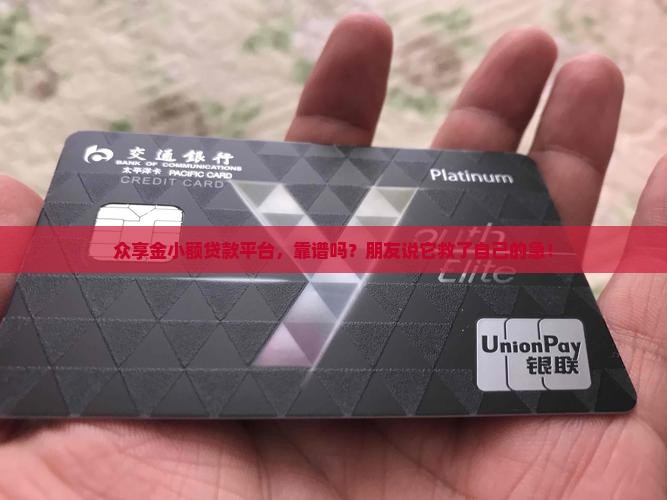 交通銀行
BANK OF COMMUNICATIONS
太平洋卡 PACIFIC CARD
CREDIT CARD
Platinum
众享金小额贷款平台，靠谱吗？朋友说它救了自己的急！
outh
Elite
UnionPay
银联